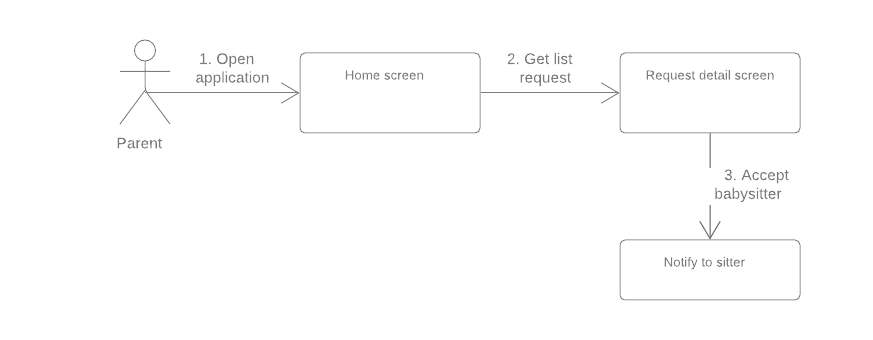 1. Open
application
Home screen
2. Get list
request
Request detail screen
Parent
3. Accept
babysitter
Notify to sitter